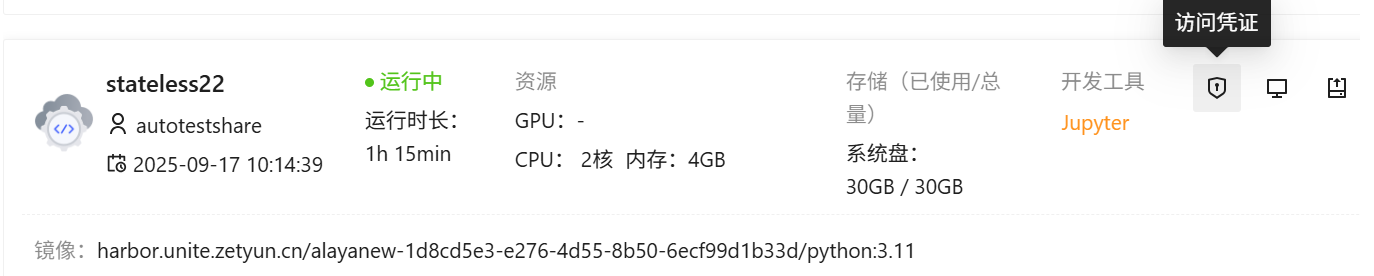 访问凭证
stateless22
autotestshare
2025-09-17 10:14:39
运行中
运行时长：
1h 15min
资源
GPU：-
CPU： 2核 内存：4GB
存储（已使用/总
量）
系统盘：
30GB / 30GB
开发工具
Jupyter
镜像：harbor.unite.zetyun.cn/alayanew-1d8cd5e3-e276-4d55-8b50-6ecf99d1b33d/python:3.11